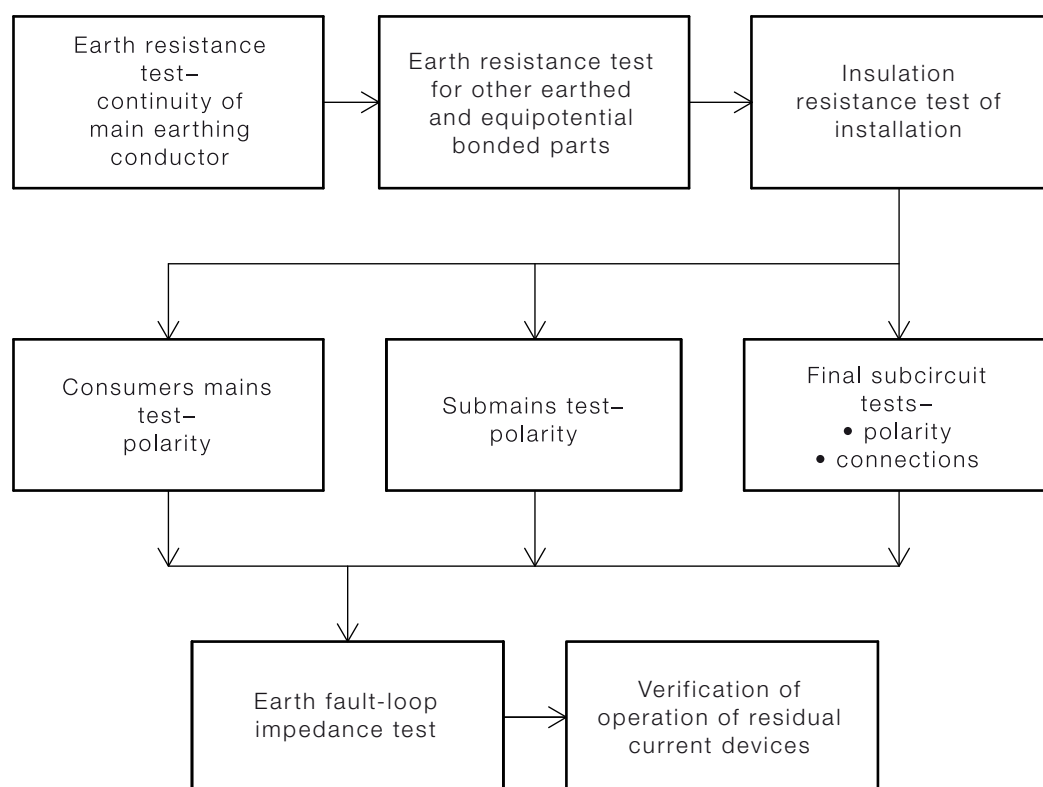 Earth resistance
test–
continuity of
main earthing
conductor
Earth resistance test
for other earthed
and equipotential
bonded parts
Insulation
resistance test of
installation
Consumers mains
test–
polarity
Submains test–
polarity
Final subcircuit
tests–
• polarity
• connections
Earth fault-loop
impedance test
Verification of
operation of residual
current devices